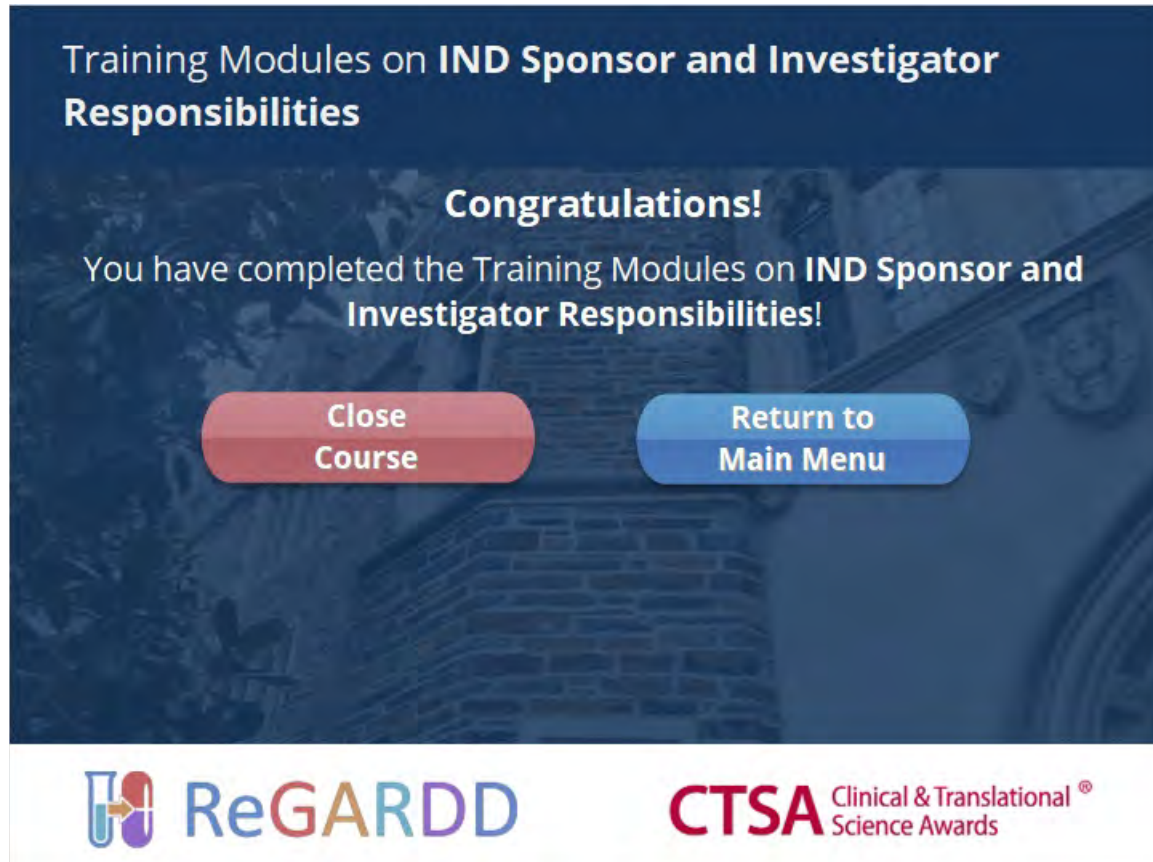 Training Modules on IND Sponsor and Investigator
Responsibilities
Congratulations!
You have completed the Training Modules on IND Sponsor and
Investigator Responsibilities!
Close
Course
Return to
Main Menu
ReGARDD
CTSA Clinical & Translational ®
Science Awards